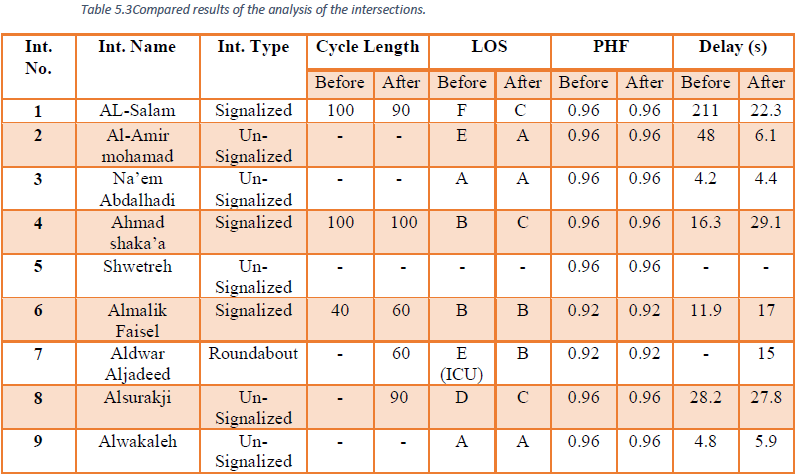 Table 5.3Compared results of the analysis of the intersections.
Int. No. Int. Name Int. Type Cycle Length LOS PHF Delay (s)
Before After Before After Before After Before After
1 AL-Salam Signalized 100 90 F C 0.96 0.96 211 22.3
2 Al-Amir mohamad Un-Signalized - - E A 0.96 0.96 48 6.1
3 Na’em Abdalhadi Un-Signalized - - A A 0.96 0.96 4.2 4.4
4 Ahmad shaka’a Signalized 100 100 B C 0.96 0.96 16.3 29.1
5 Shwetreh Un-Signalized - - - - 0.96 0.96 - -
6 Almalik Faisel Signalized 40 60 B B 0.92 0.92 11.9 17
7 Aldwar Aljadeed Roundabout - 60 E (ICU) B 0.92 0.92 - 15
8 Alsurakji Un-Signalized - 90 D C 0.96 0.96 28.2 27.8
9 Alwakaleh Un-Signalized - - A A 0.96 0.96 4.8 5.9